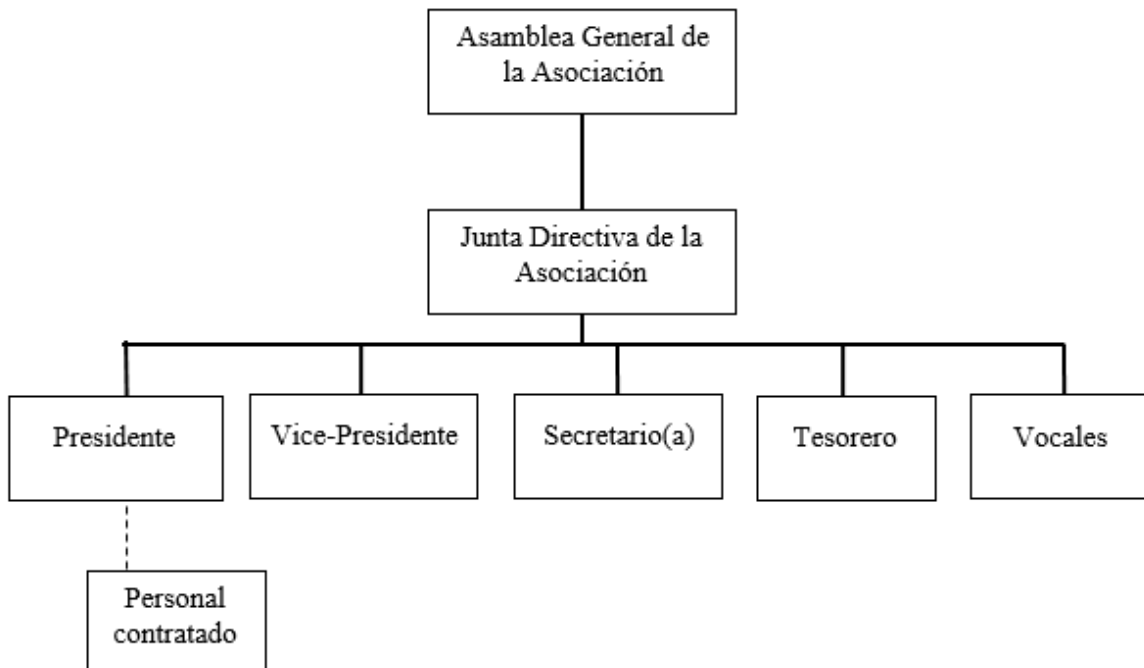 Asamblea General de
la Asociación
Junta Directiva de la
Asociación
Presidente
Vice-Presidente
Secretario(a)
Tesorero
Vocales
Personal
contratado